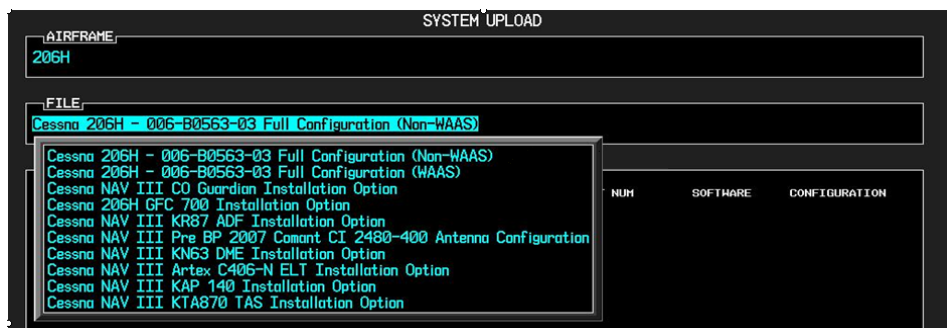 SYSTEM UPLOAD
AIRFRAME
206H
FILE
Cessna 206H - 006-B0563-03 Full Configuration (Non-WAAS)
Cessna 206H - 006-B0563-03 Full Configuration (Non-WAAS)
Cessna 206H - 006-B0563-03 Full Configuration (WAAS)
Cessna NAV III CO Guardian Installation Option
Cessna 206H GFC 700 Installation Option
Cessna NAV III KR87 ADF Installation Option
Cessna NAV III Pre BP 2007 Comant CI 2480-400 Antenna Configuration
Cessna NAV III KN63 DME Installation Option
Cessna NAV III Artex C406-N ELT Installation Option
Cessna NAV III KAP 140 Installation Option
Cessna NAV III KTA870 TAS Installation Option
NUM SOFTWARE CONFIGURATION